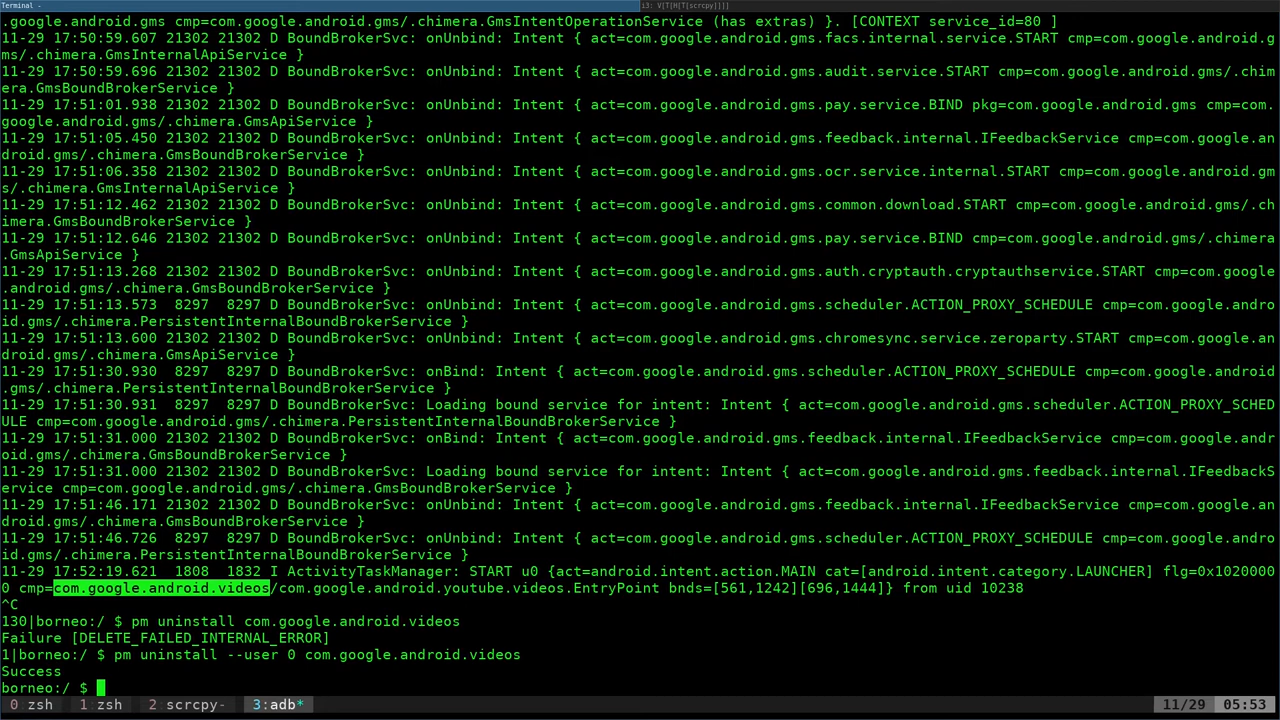 Terminal -
i3: V[T[H[T[scrcpy]]]]
.google.android.gms cmp=com.google.android.gms/.chimera.GmsIntentOperationService (has extras) }. [CONTEXT service_id=80 ]
11-29 17:50:59.607 21302 21302 D BoundBrokerSvc: onUnbind: Intent { act=com.google.android.gms.facs.internal.service.START cmp=com.google.android.g
ms/.chimera.GmsInternalApiService }
11-29 17:50:59.696 21302 21302 D BoundBrokerSvc: onUnbind: Intent { act=com.google.android.gms.audit.service.START cmp=com.google.android.gms/.chim
era.GmsBoundBrokerService }
11-29 17:51:01.938 21302 21302 D BoundBrokerSvc: onUnbind: Intent { act=com.google.android.gms.pay.service.BIND pkg=com.google.android.gms cmp=com.
google.android.gms/.chimera.GmsApiService }
11-29 17:51:05.450 21302 21302 D BoundBrokerSvc: onUnbind: Intent { act=com.google.android.gms.feedback.internal.IFeedbackService cmp=com.google.an
droid.gms/.chimera.GmsBoundBrokerService }
11-29 17:51:06.358 21302 21302 D BoundBrokerSvc: onUnbind: Intent { act=com.google.android.gms.ocr.service.internal.START cmp=com.google.android.gm
s/.chimera.GmsInternalApiService }
11-29 17:51:12.462 21302 21302 D BoundBrokerSvc: onUnbind: Intent { act=com.google.android.gms.common.download.START cmp=com.google.android.gms/.ch
imera.GmsBoundBrokerService }
11-29 17:51:12.646 21302 21302 D BoundBrokerSvc: onUnbind: Intent { act=com.google.android.gms.pay.service.BIND cmp=com.google.android.gms/.chimera
.GmsApiService }
11-29 17:51:13.268 21302 21302 D BoundBrokerSvc: onUnbind: Intent { act=com.google.android.gms.auth.cryptauth.cryptauthservice.START cmp=com.google
.android.gms/.chimera.GmsBoundBrokerService }
11-29 17:51:13.573  8297  8297 D BoundBrokerSvc: onUnbind: Intent { act=com.google.android.gms.scheduler.ACTION_PROXY_SCHEDULE cmp=com.google.andro
id.gms/.chimera.PersistentInternalBoundBrokerService }
11-29 17:51:13.600 21302 21302 D BoundBrokerSvc: onUnbind: Intent { act=com.google.android.gms.chromesync.service.zeroparty.START cmp=com.google.an
droid.gms/.chimera.GmsApiService }
11-29 17:51:30.930  8297  8297 D BoundBrokerSvc: onBind: Intent { act=com.google.android.gms.scheduler.ACTION_PROXY_SCHEDULE cmp=com.google.android
.gms/.chimera.PersistentInternalBoundBrokerService }
11-29 17:51:30.931  8297  8297 D BoundBrokerSvc: Loading bound service for intent: Intent { act=com.google.android.gms.scheduler.ACTION_PROXY_SCHED
ULE cmp=com.google.android.gms/.chimera.PersistentInternalBoundBrokerService }
11-29 17:51:31.000 21302 21302 D BoundBrokerSvc: onBind: Intent { act=com.google.android.gms.feedback.internal.IFeedbackService cmp=com.google.andr
oid.gms/.chimera.GmsBoundBrokerService }
11-29 17:51:31.000 21302 21302 D BoundBrokerSvc: Loading bound service for intent: Intent { act=com.google.android.gms.feedback.internal.IFeedbackS
ervice cmp=com.google.android.gms/.chimera.GmsBoundBrokerService }
11-29 17:51:46.171 21302 21302 D BoundBrokerSvc: onUnbind: Intent { act=com.google.android.gms.feedback.internal.IFeedbackService cmp=com.google.an
droid.gms/.chimera.GmsBoundBrokerService }
11-29 17:51:46.726  8297  8297 D BoundBrokerSvc: onUnbind: Intent { act=com.google.android.gms.scheduler.ACTION_PROXY_SCHEDULE cmp=com.google.andro
id.gms/.chimera.PersistentInternalBoundBrokerService }
11-29 17:52:19.621  1808  1832 I ActivityTaskManager: START u0 {act=android.intent.action.MAIN cat=[android.intent.category.LAUNCHER] flg=0x1020000
0 cmp=com.google.android.videos/com.google.android.youtube.videos.EntryPoint bnds=[561,1242][696,1444]} from uid 10238
^C
130|borneo:/ $ pm uninstall com.google.android.videos
Failure [DELETE_FAILED_INTERNAL_ERROR]
1|borneo:/ $ pm uninstall --user 0 com.google.android.videos
Success
borneo:/ $
0 zsh  1 zsh  2 scrcpy-  3:adb*  11/29  05:53